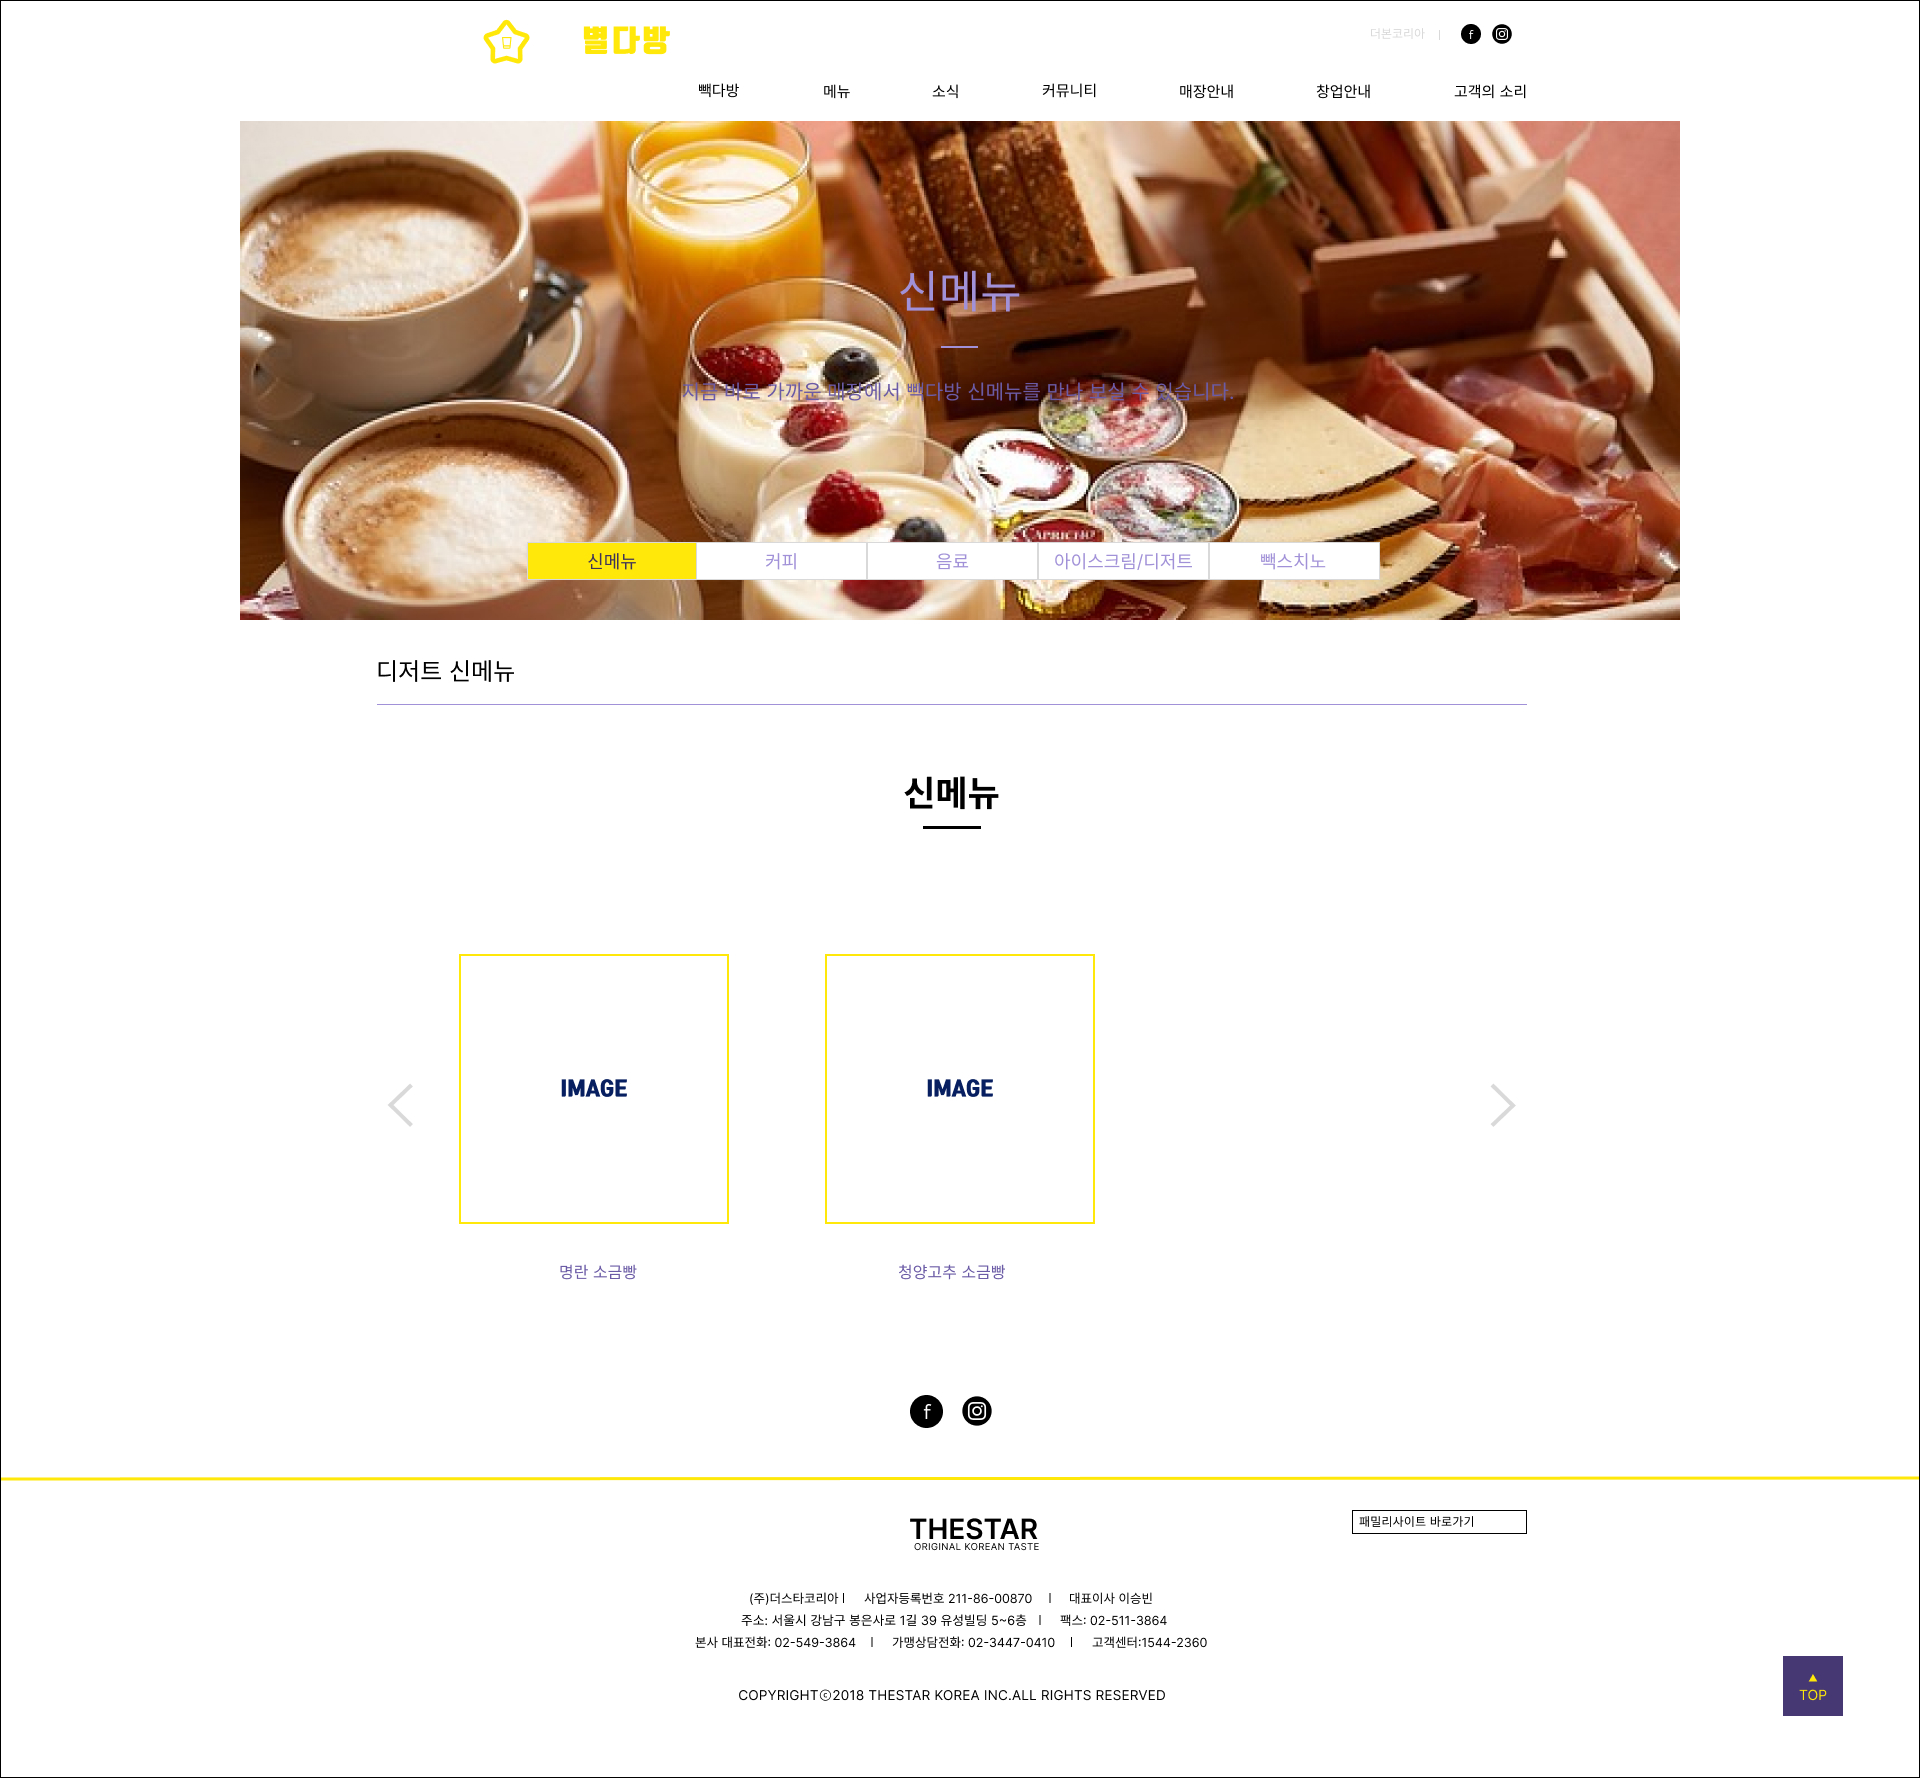 별다방
더본코리아 |
빽다방 메뉴 소식 커뮤니티 매장안내 창업안내 고객의 소리
신메뉴
지금 바로 가까운 매장에서 빽다방 신메뉴를 만나 보실 수 있습니다.
CAPRICHO
신메뉴 커피 음료 아이스크림/디저트 빽스치노
디저트 신메뉴
신메뉴
IMAGE IMAGE
명란 소금빵 청양고추 소금빵
THESTAR
ORIGINAL KOREAN TASTE
패밀리사이트 바로가기
(주)더스타코리아 | 사업자등록번호 211-86-00870 | 대표이사 이승빈
주소: 서울시 강남구 봉은사로 1길 39 유성빌딩 5~6층 | 팩스: 02-511-3864
본사 대표전화: 02-549-3864 | 가맹상담전화: 02-3447-0410 | 고객센터:1544-2360
COPYRIGHTⓒ2018 THESTAR KOREA INC.ALL RIGHTS RESERVED
▲
TOP